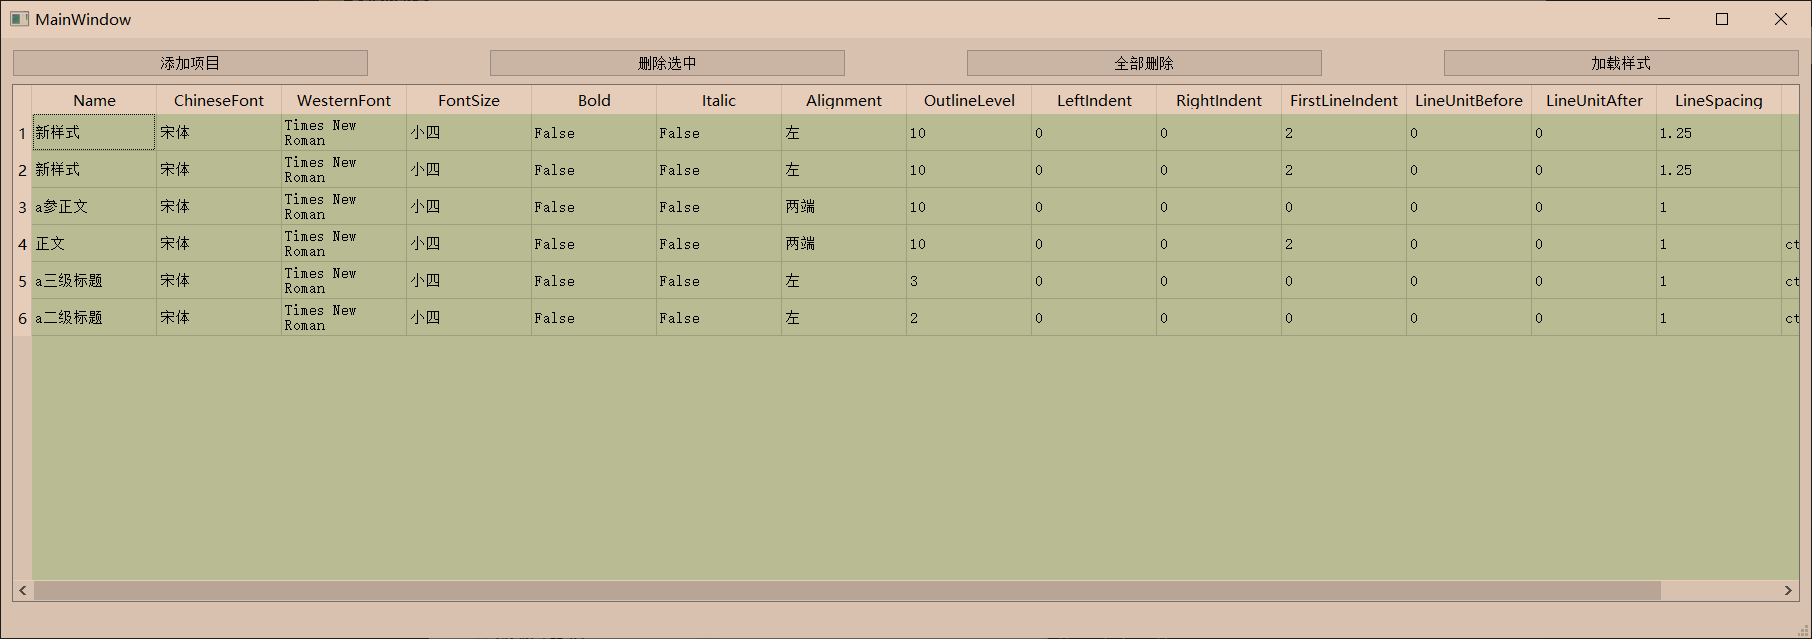 MainWindow
添加项目 删除选中 全部删除 加载样式
Name ChineseFont WesternFont FontSize Bold Italic Alignment OutlineLevel LeftIndent RightIndent FirstLineIndent LineUnitBefore LineUnitAfter LineSpacing
1 新样式 宋体 Times New Roman 小四 False False 左 10 0 0 2 0 0 1.25
2 新样式 宋体 Times New Roman 小四 False False 左 10 0 0 2 0 0 1.25
3 a参正文 宋体 Times New Roman 小四 False False 两端 10 0 0 0 0 0 1
4 正文 宋体 Times New Roman 小四 False False 两端 10 0 0 2 0 0 1 ct
5 a三级标题 宋体 Times New Roman 小四 False False 左 3 0 0 0 0 0 1 ct
6 a二级标题 宋体 Times New Roman 小四 False False 左 2 0 0 0 0 0 1 ct